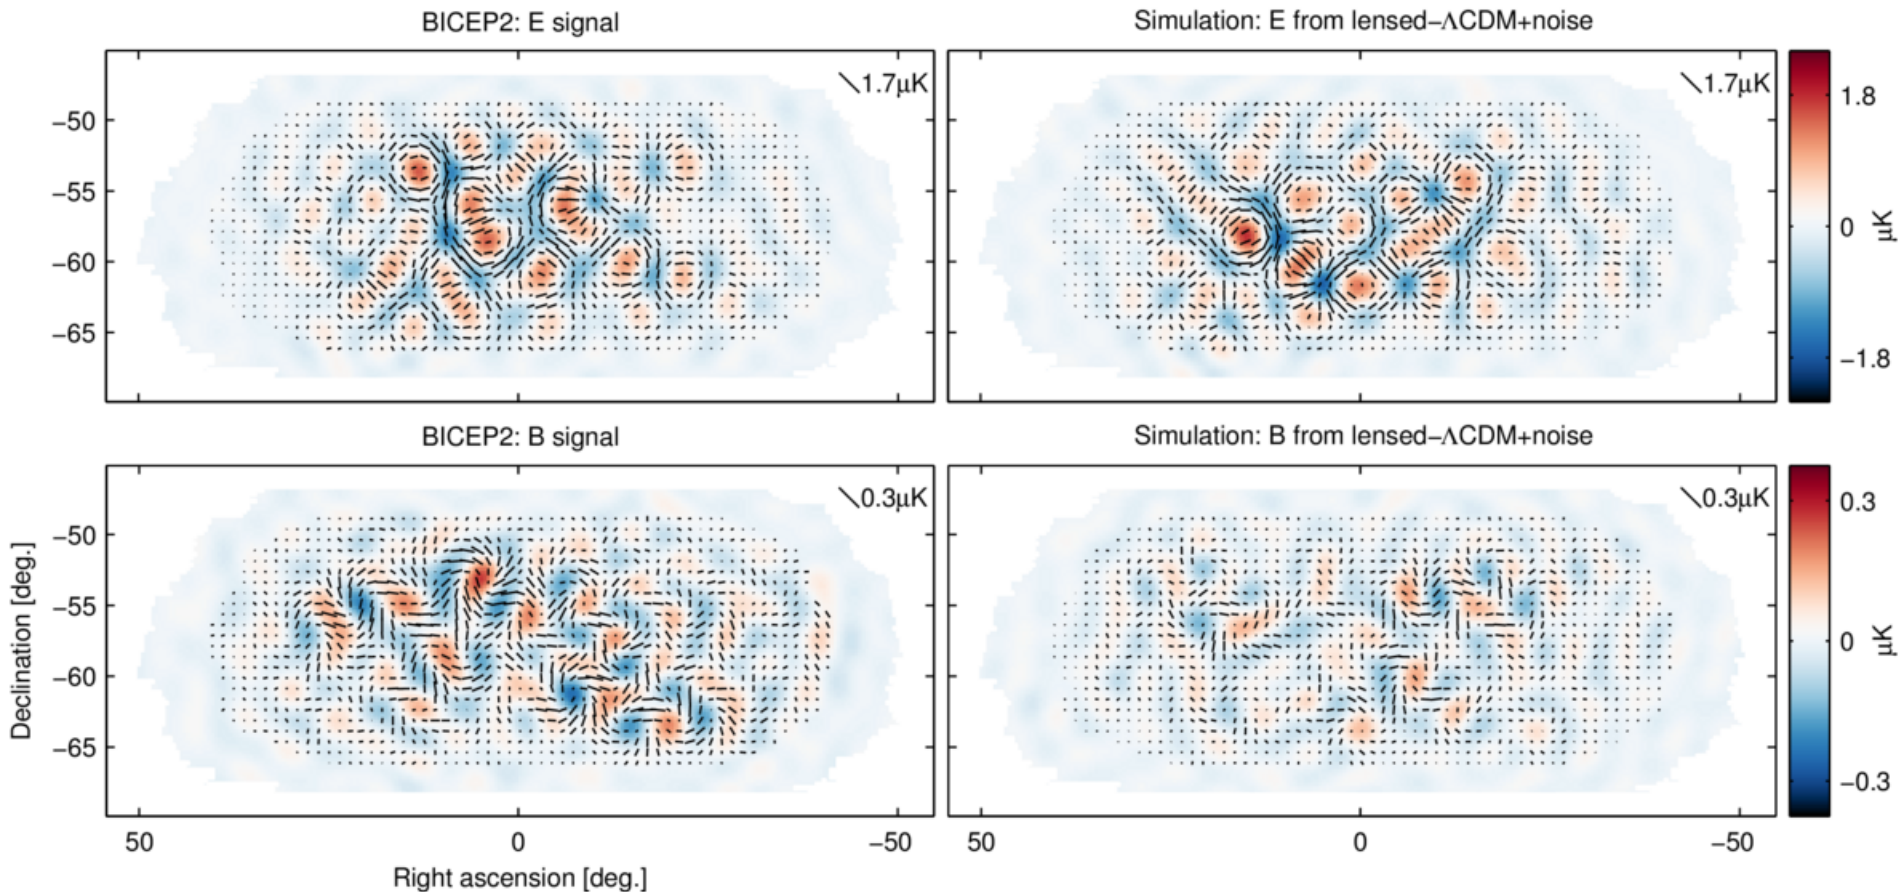 BICEP2: E signal
Simulation: E from lensed−ΛCDM+noise
1.7μK
1.7μK
−50
−55
−60
−65
1.8
0
−1.8
μK
BICEP2: B signal
Simulation: B from lensed−ΛCDM+noise
0.3μK
0.3μK
−50
−55
−60
−65
Declination [deg.]
0.3
0
−0.3
μK
50
0
−50
50
0
−50
Right ascension [deg.]